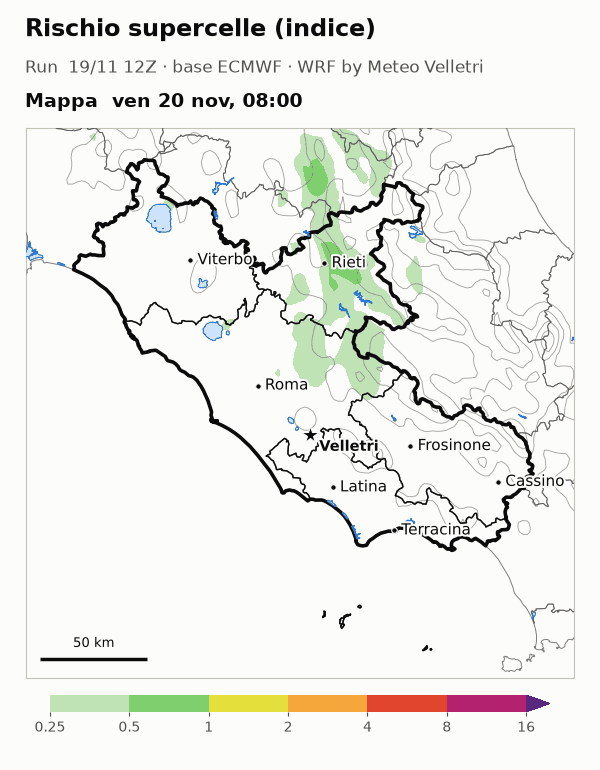 Rischio supercelle (indice)
Run 19/11 12Z · base ECMWF · WRF by Meteo Velletri
Mappa ven 20 nov, 08:00
Viterbo
Rieti
Roma
Velletri
Frosinone
Latina
Cassino
Terracina
50 km
0.25 0.5 1 2 4 8 16